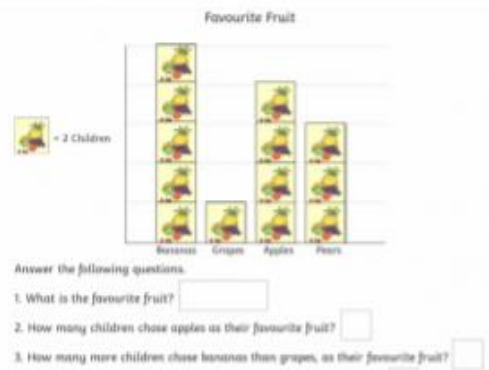 Favourite Fruit
= 2 Children
Bananas Grapes Apples Pears
Answer the following questions.
1. What is the favourite fruit?
2. How many children chose apples as their favourite fruit?
3. How many more children chose bananas than grapes, as their favourite fruit?